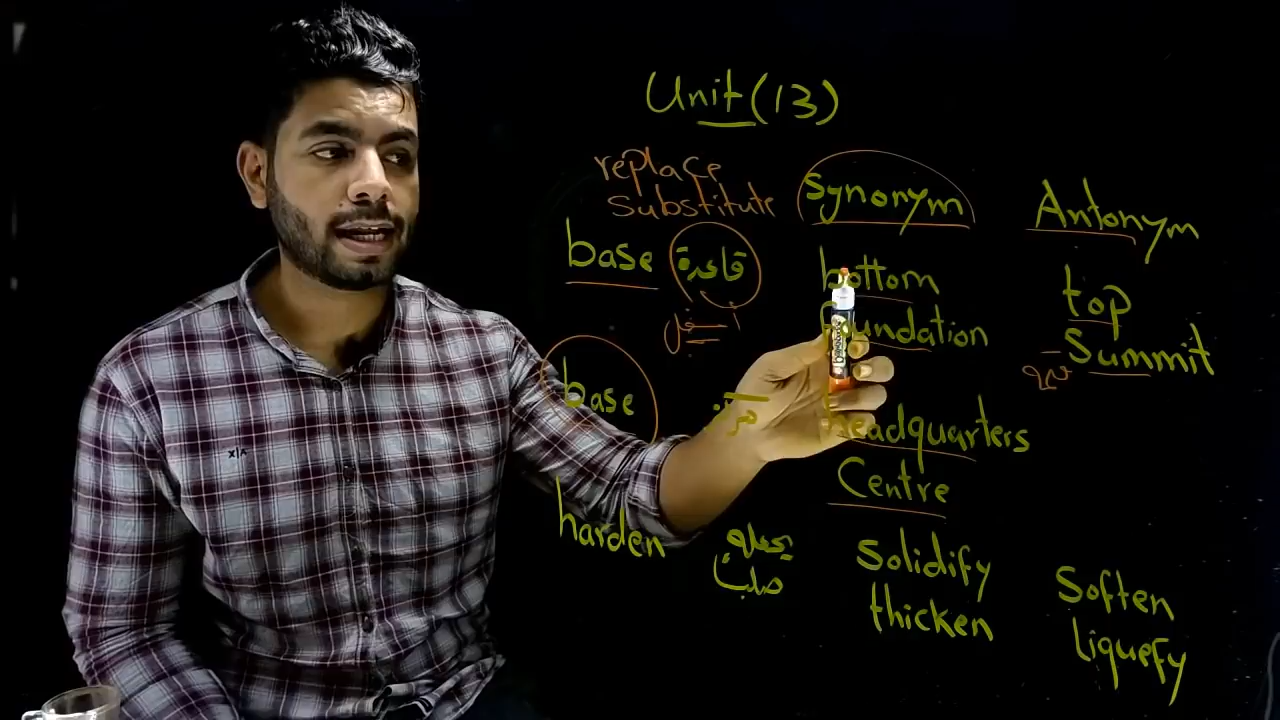 Unit (13)
replace
substitute
Synonym
Antonym
base قاعدة bottom top
أسفل foundation Summit
base headquarters
Centre
harden يجعله Solidify Soften
صلب thicken liquefy